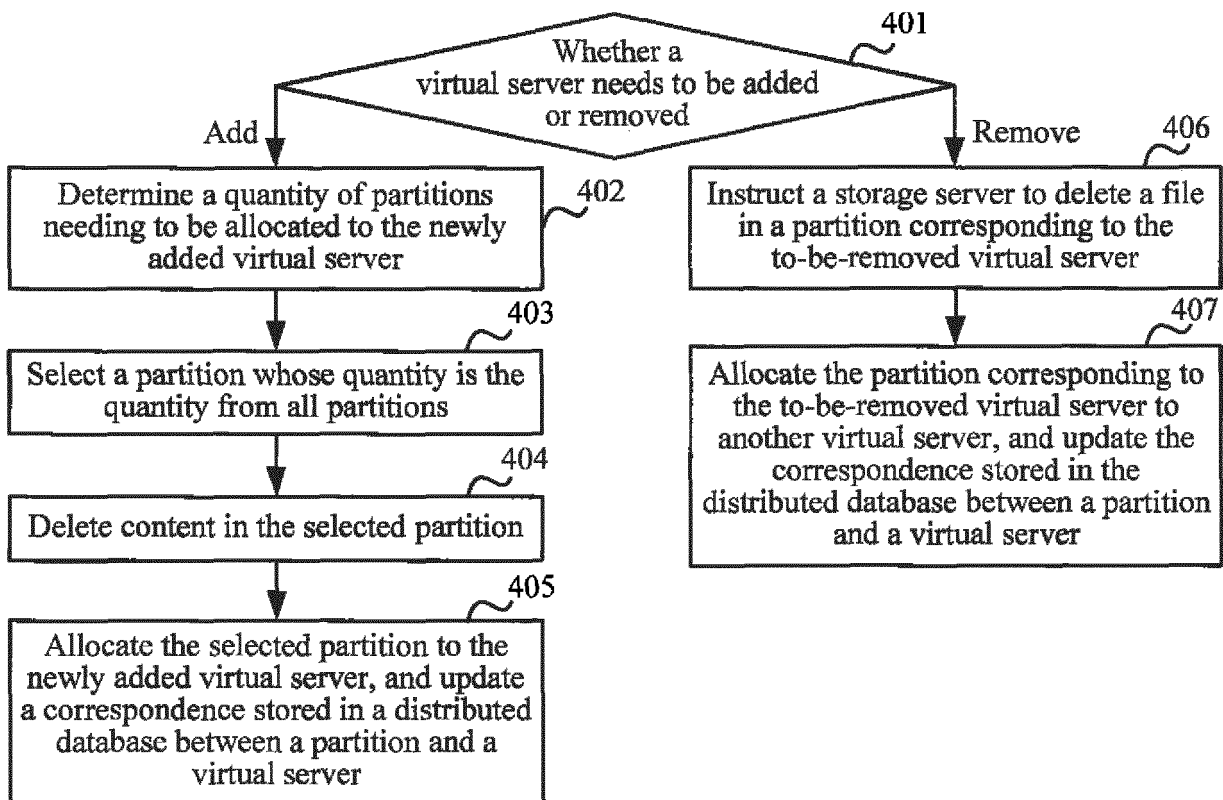 401
Whether a
virtual server needs to be added
or removed
Add
Remove
402
Determine a quantity of partitions
needing to be allocated to the newly
added virtual server
403
Select a partition whose quantity is the
quantity from all partitions
404
Delete content in the selected partition
405
Allocate the selected partition to the
newly added virtual server, and update
a correspondence stored in a distributed
database between a partition and a
virtual server
406
Instruct a storage server to delete a file
in a partition corresponding to the
to-be-removed virtual server
407
Allocate the partition corresponding to
the to-be-removed virtual server to
another virtual server, and update the
correspondence stored in the
distributed database between a partition
and a virtual server